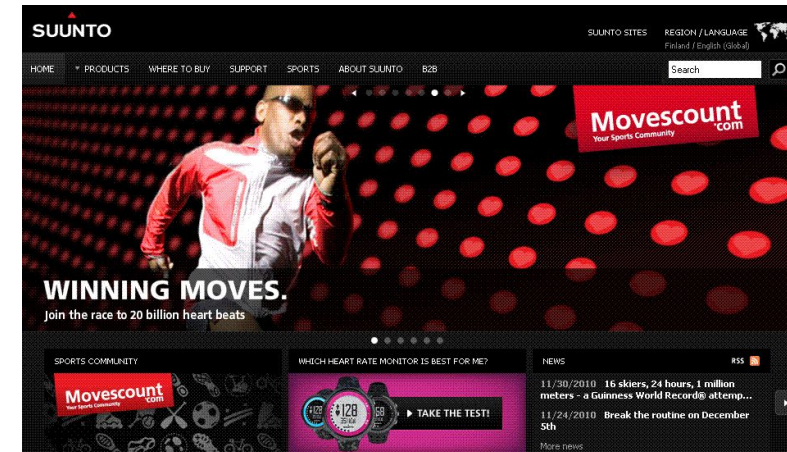 SUUNTO
SUUNTO SITES
REGION / LANGUAGE
Finland / English (Global)
HOME PRODUCTS WHERE TO BUY SUPPORT SPORTS ABOUT SUUNTO B2B
Search
Movescount
.com
Your Sports Community
WINNING MOVES.
Join the race to 20 billion heart beats
SPORTS COMMUNITY
Movescount
.com
Your Sports Community
WHICH HEART RATE MONITOR IS BEST FOR ME?
128
TAKE THE TEST!
NEWS
RSS
11/30/2010 16 skiers, 24 hours, 1 million
meters - a Guinness World Record® attemp...
11/24/2010 Break the routine on December
5th
More news